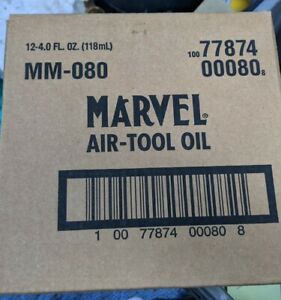 12-4.0 FL. OZ. (118mL)
100 77874
MM-080
00080 8
MARVEL®
AIR-TOOL OIL
1 00 77874 00080 8